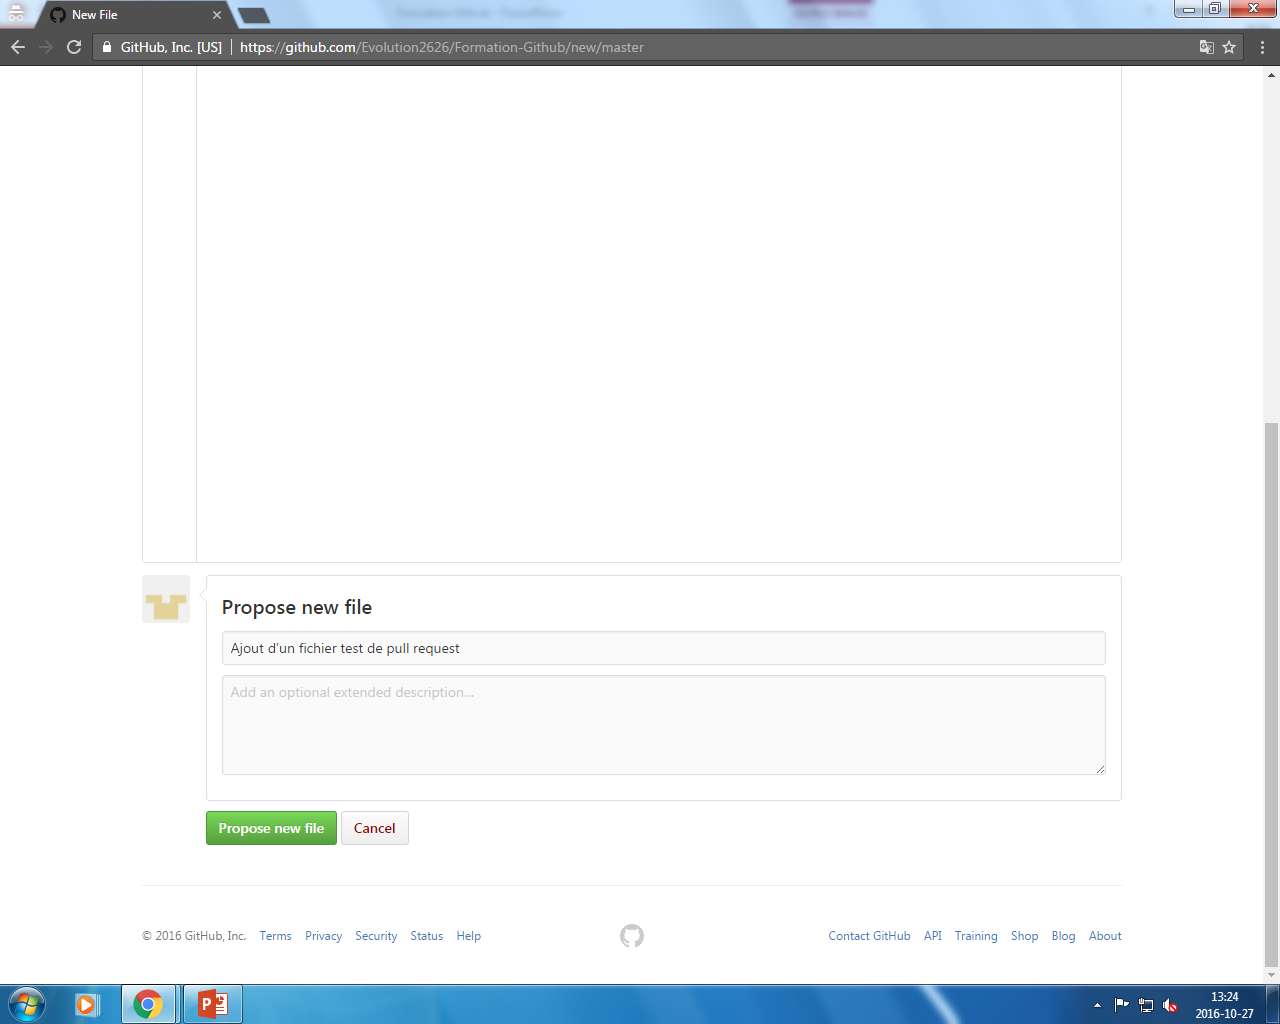 New File
GitHub, Inc. [US] https://github.com/Evolution2626/Formation-Github/new/master
Propose new file
Ajout d'un fichier test de pull request
Add an optional extended description...
Propose new file Cancel
© 2016 GitHub, Inc. Terms Privacy Security Status Help Contact GitHub API Training Shop Blog About
13:24
2016-10-27